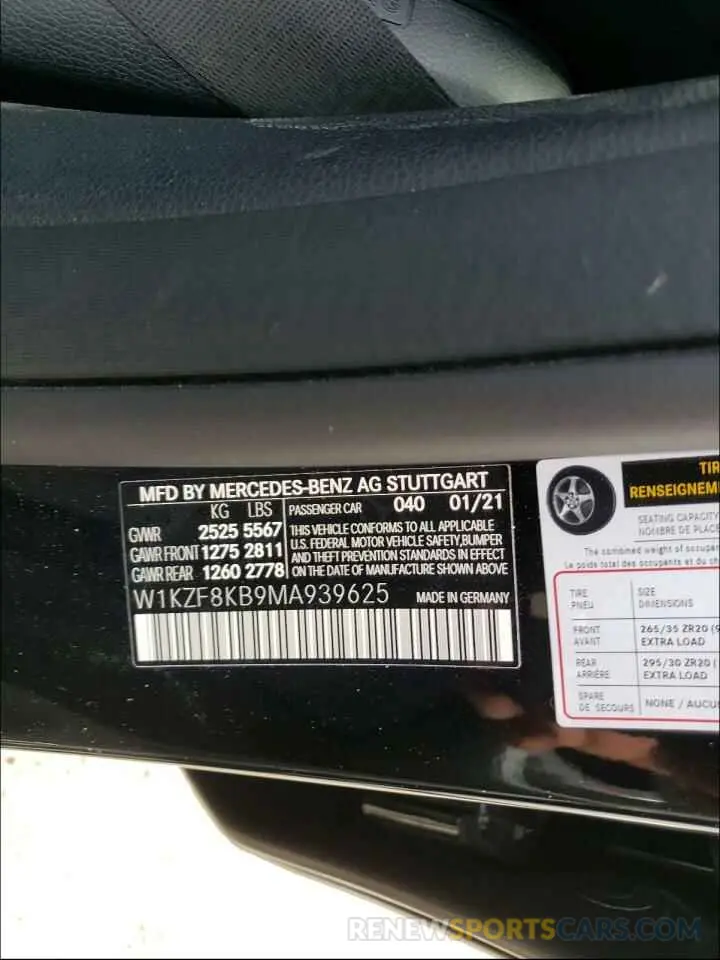 MFD BY MERCEDES-BENZ AG STUTTGART
KG LBS
GVWR 2525 5567
GAWR FRONT 1275 2811
GAWR REAR 1260 2778
PASSENGER CAR 040 01/21
THIS VEHICLE CONFORMS TO ALL APPLICABLE
U.S. FEDERAL MOTOR VEHICLE SAFETY, BUMPER
AND THEFT PREVENTION STANDARDS IN EFFECT
ON THE DATE OF MANUFACTURE SHOWN ABOVE
W1KZF8KB9MA939625 MADE IN GERMANY
TIR
RENSEIGNEM
SEATING CAPACITY
NOMBRE DE PLACE
The combined weight of occupa
Le poids total des occupants et du ch
TIRE SIZE
PNEU DIMENSIONS
FRONT 265/35 ZR20 (9
AVANT EXTRA LOAD
REAR 295/30 ZR20 (
ARRIÈRE EXTRA LOAD
SPARE NONE / AUCU
DE SECOURS
RENEWSPORTSCARS.COM